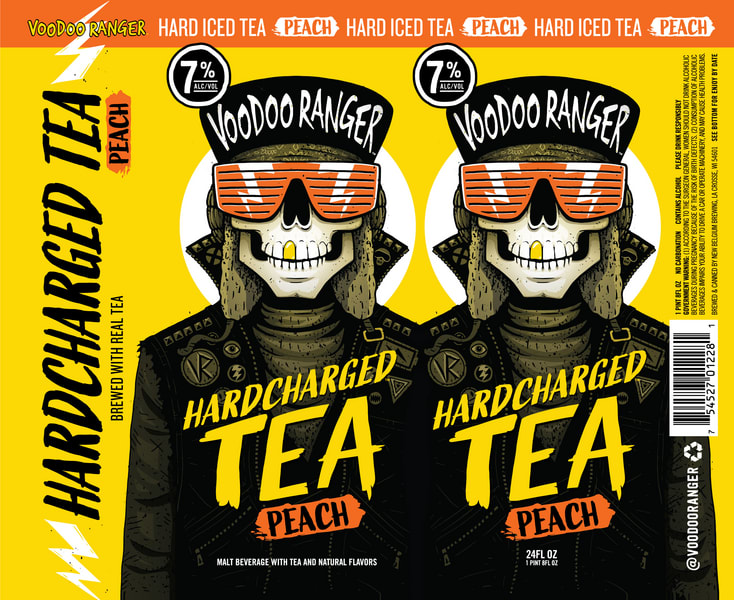 VOODOO RANGER HARD ICED TEA PEACH HARD ICED TEA PEACH HARD ICED TEA PEACH
HARDCHARGED TEA
PEACH
BREWED WITH REAL TEA
7%
ALC/VOL
VOODOO RANGER
VR
HARDCHARGED
TEA
PEACH
MALT BEVERAGE WITH TEA AND NATURAL FLAVORS
7%
ALC/VOL
VOODOO RANGER
VR
HARDCHARGED
TEA
PEACH
24FL OZ
1 PINT 8FL OZ
1 PINT 8FL OZ NO CARBONATION CONTAINS ALCOHOL PLEASE DRINK RESPONSIBLY
GOVERNMENT WARNING: (1) ACCORDING TO THE SURGEON GENERAL, WOMEN SHOULD NOT DRINK ALCOHOLIC
BEVERAGES DURING PREGNANCY BECAUSE OF THE RISK OF BIRTH DEFECTS. (2) CONSUMPTION OF ALCOHOLIC
BEVERAGES IMPAIRS YOUR ABILITY TO DRIVE A CAR OR OPERATE MACHINERY, AND MAY CAUSE HEALTH PROBLEMS.
BREWED & CANNED BY NEW BELGIUM BREWING, LA CROSSE, WI 54601 SEE BOTTOM FOR ENJOY BY DATE
7 54527 01228 1
@VOODOORANGER